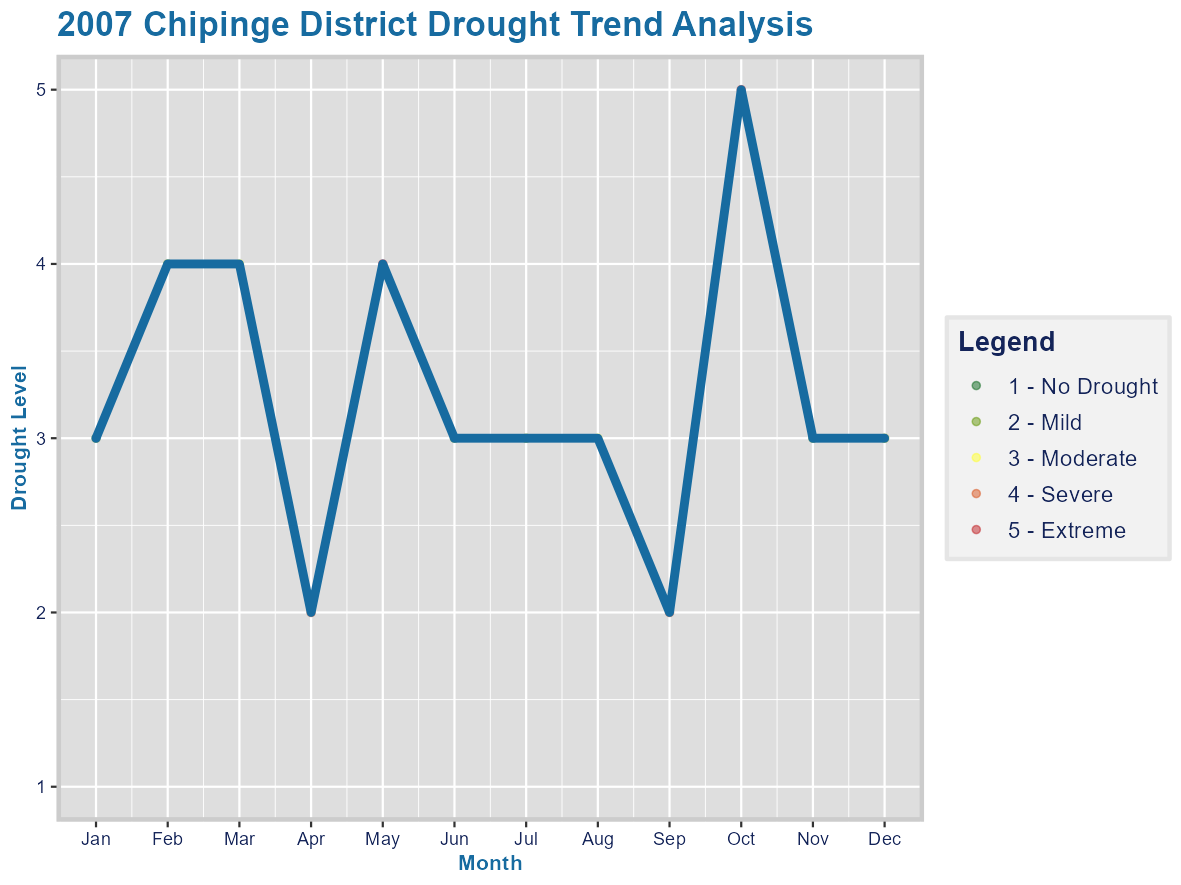 2007 Chipinge District Drought Trend Analysis
Drought Level
5
4
3
2
1
Jan Feb Mar Apr May Jun Jul Aug Sep Oct Nov Dec
Month
Legend
1 - No Drought
2 - Mild
3 - Moderate
4 - Severe
5 - Extreme